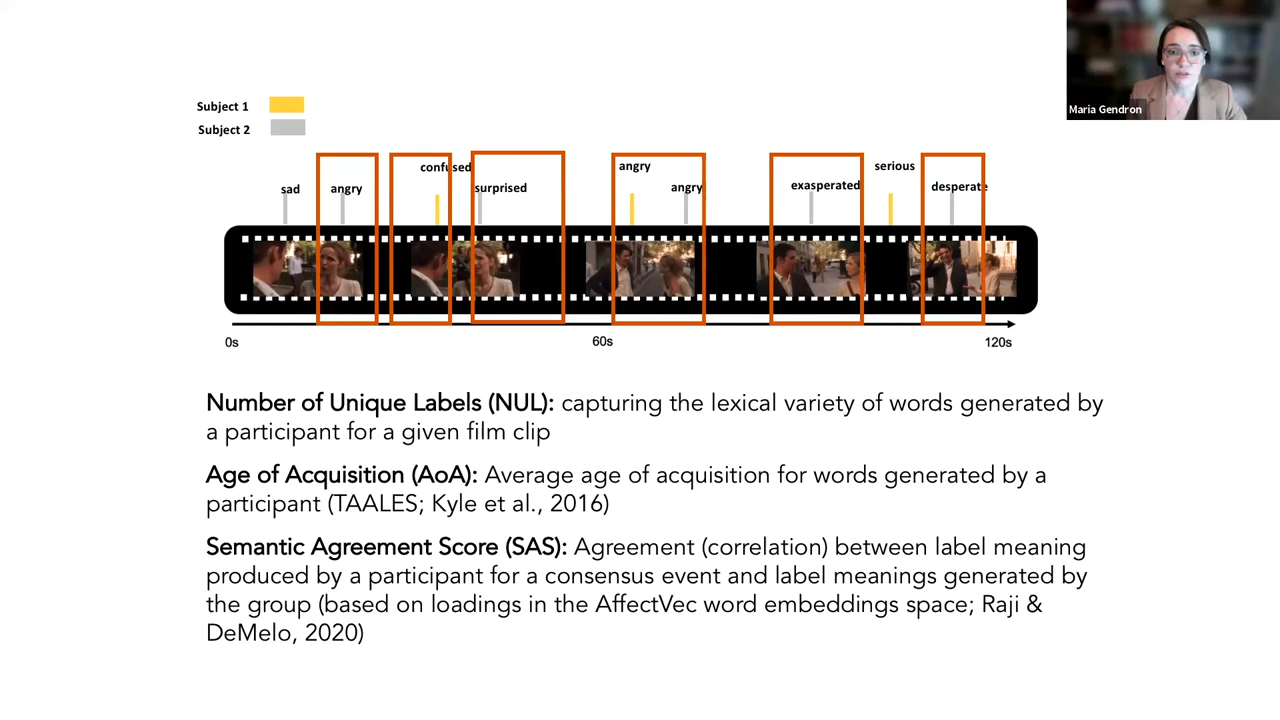 Maria Gendron
Subject 1
Subject 2
confused
angry
serious
sad
angry
surprised
angry
exasperated
desperate
0s
60s
120s
Number of Unique Labels (NUL): capturing the lexical variety of words generated by
a participant for a given film clip
Age of Acquisition (AoA): Average age of acquisition for words generated by a
participant (TAALES; Kyle et al., 2016)
Semantic Agreement Score (SAS): Agreement (correlation) between label meaning
produced by a participant for a consensus event and label meanings generated by
the group (based on loadings in the AffectVec word embeddings space; Raji &
DeMelo, 2020)